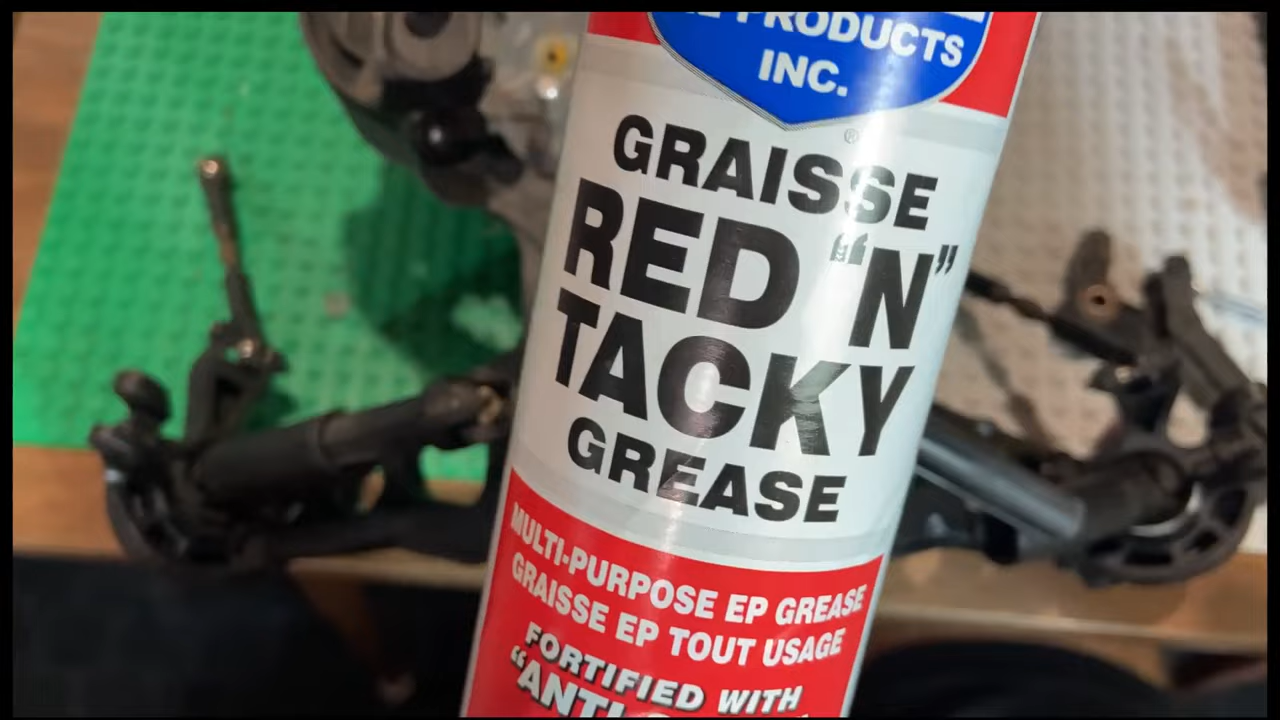 PRODUCTS
INC.
®
GRAISSE
RED "N"
TACKY
GREASE
MULTI-PURPOSE EP GREASE
GRAISSE EP TOUT USAGE
FORTIFIED WITH